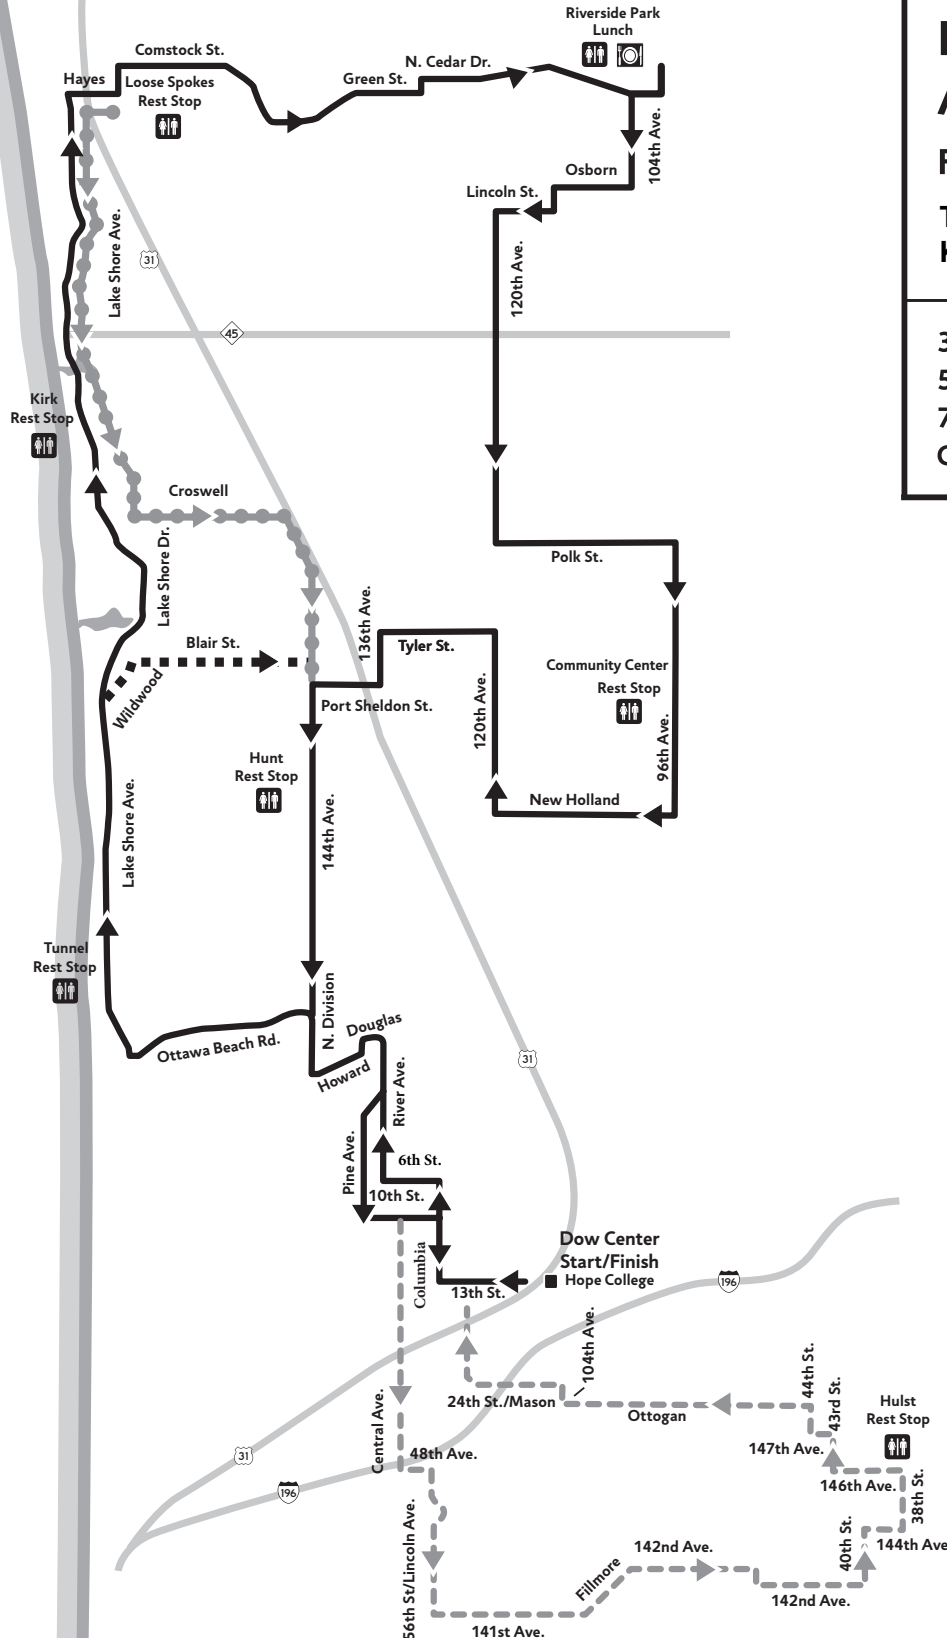 Riverside Park
Lunch
Comstock St.
N. Cedar Dr.
Hayes
Loose Spokes
Rest Stop
Green St.
104th Ave.
Osborn
Lincoln St.
Lake Shore Ave.
31
120th Ave.
45
3
5
7
Kirk
Rest Stop
Croswell
Lake Shore Dr.
Polk St.
136th Ave.
Blair St.
Tyler St.
Wildwood
Community Center
Rest Stop
Port Sheldon St.
120th Ave.
96th Ave.
Hunt
Rest Stop
New Holland
Lake Shore Ave.
144th Ave.
Tunnel
Rest Stop
N. Division
Douglas
Ottawa Beach Rd.
Howard
31
River Ave.
Pine Ave.
6th St.
10th St.
Columbia
Dow Center
Start/Finish
Hope College
13th St.
196
104th Ave.
24th St./Mason
Ottogan
44th St.
43rd St.
Hulst
Rest Stop
Central Ave.
48th Ave.
147th Ave.
31
196
146th Ave.
38th St.
56th St/Lincoln Ave.
40th St.
144th Ave
142nd Ave.
Fillmore
142nd Ave.
141st Ave.